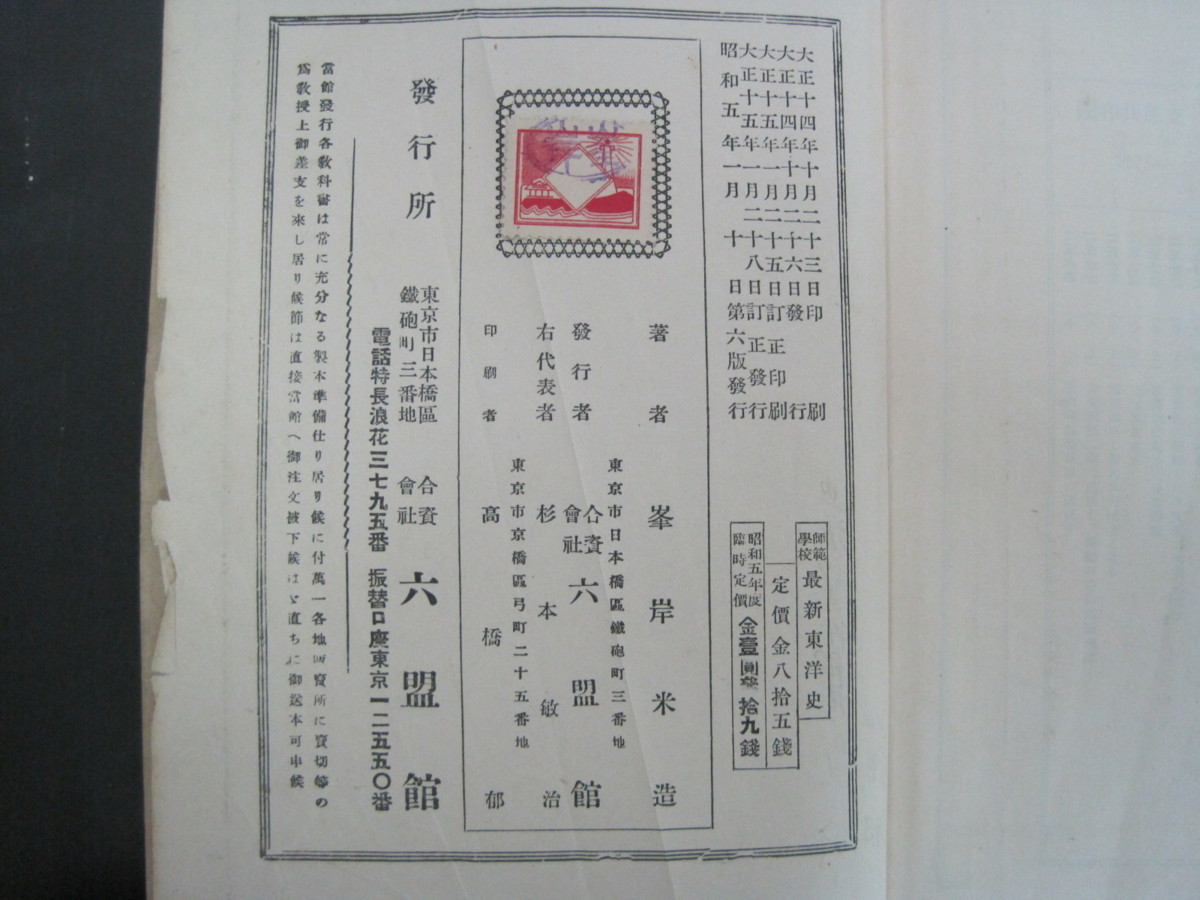 大正十四年十月二十三日印刷
大正十四年十月二十六日發行
大正十五年一月二十五日訂正印刷
大正十五年一月二十八日訂正發行
昭和五年一月十日第六版發行
師範學校 最新東洋史
定價金八拾五錢
昭和五年度臨時定價 金壹圓參拾九錢
著者 峯岸米造
東京市日本橋區鐵砲町三番地
發行者 合資會社 六盟館
右代表者 杉本敏治
東京市京橋區弓町二十五番地
印刷者 高橋郁
發行所 東京市日本橋區鐵砲町三番地 合資會社 六盟館
電話特長浪花三七九五番 振替口座東京一二五五〇番
當館發行各敎科書は常に充分なる製本準備仕り居り候に付萬一各地販賣所に賣切等の
爲敎授上御差支を來し居り候節は直接當館へ御注文被下候はゞ直ちに御送本可申候